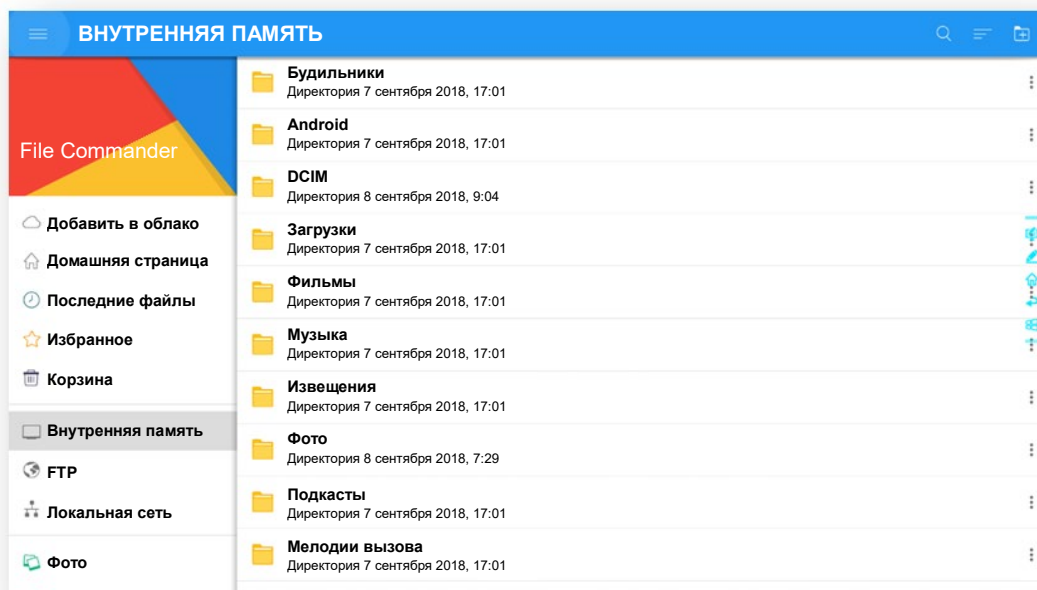 ВНУТРЕННЯЯ ПАМЯТЬ
File Commander
Добавить в облако
Домашняя страница
Последние файлы
Избранное
Корзина
Внутренняя память
FTP
Локальная сеть
Фото
Будильники
Директория 7 сентября 2018, 17:01
Android
Директория 7 сентября 2018, 17:01
DCIM
Директория 8 сентября 2018, 9:04
Загрузки
Директория 7 сентября 2018, 17:01
Фильмы
Директория 7 сентября 2018, 17:01
Музыка
Директория 7 сентября 2018, 17:01
Извещения
Директория 7 сентября 2018, 17:01
Фото
Директория 8 сентября 2018, 7:29
Подкасты
Директория 7 сентября 2018, 17:01
Мелодии вызова
Директория 7 сентября 2018, 17:01